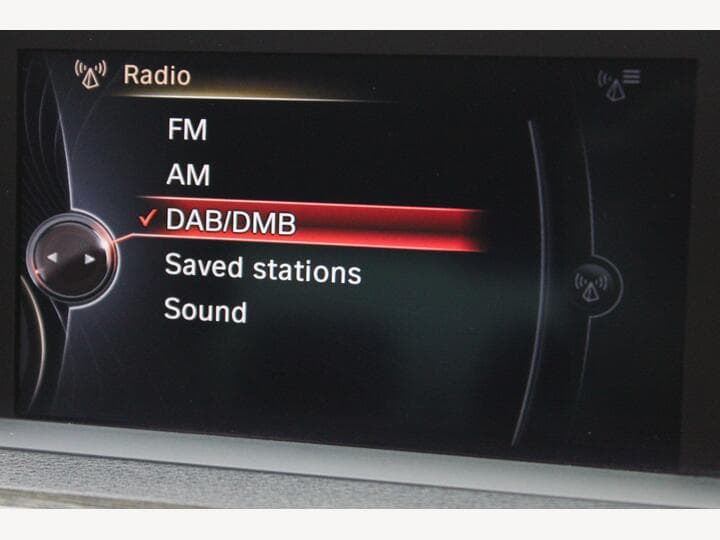 Radio
FM
AM
DAB/DMB
Saved stations
Sound